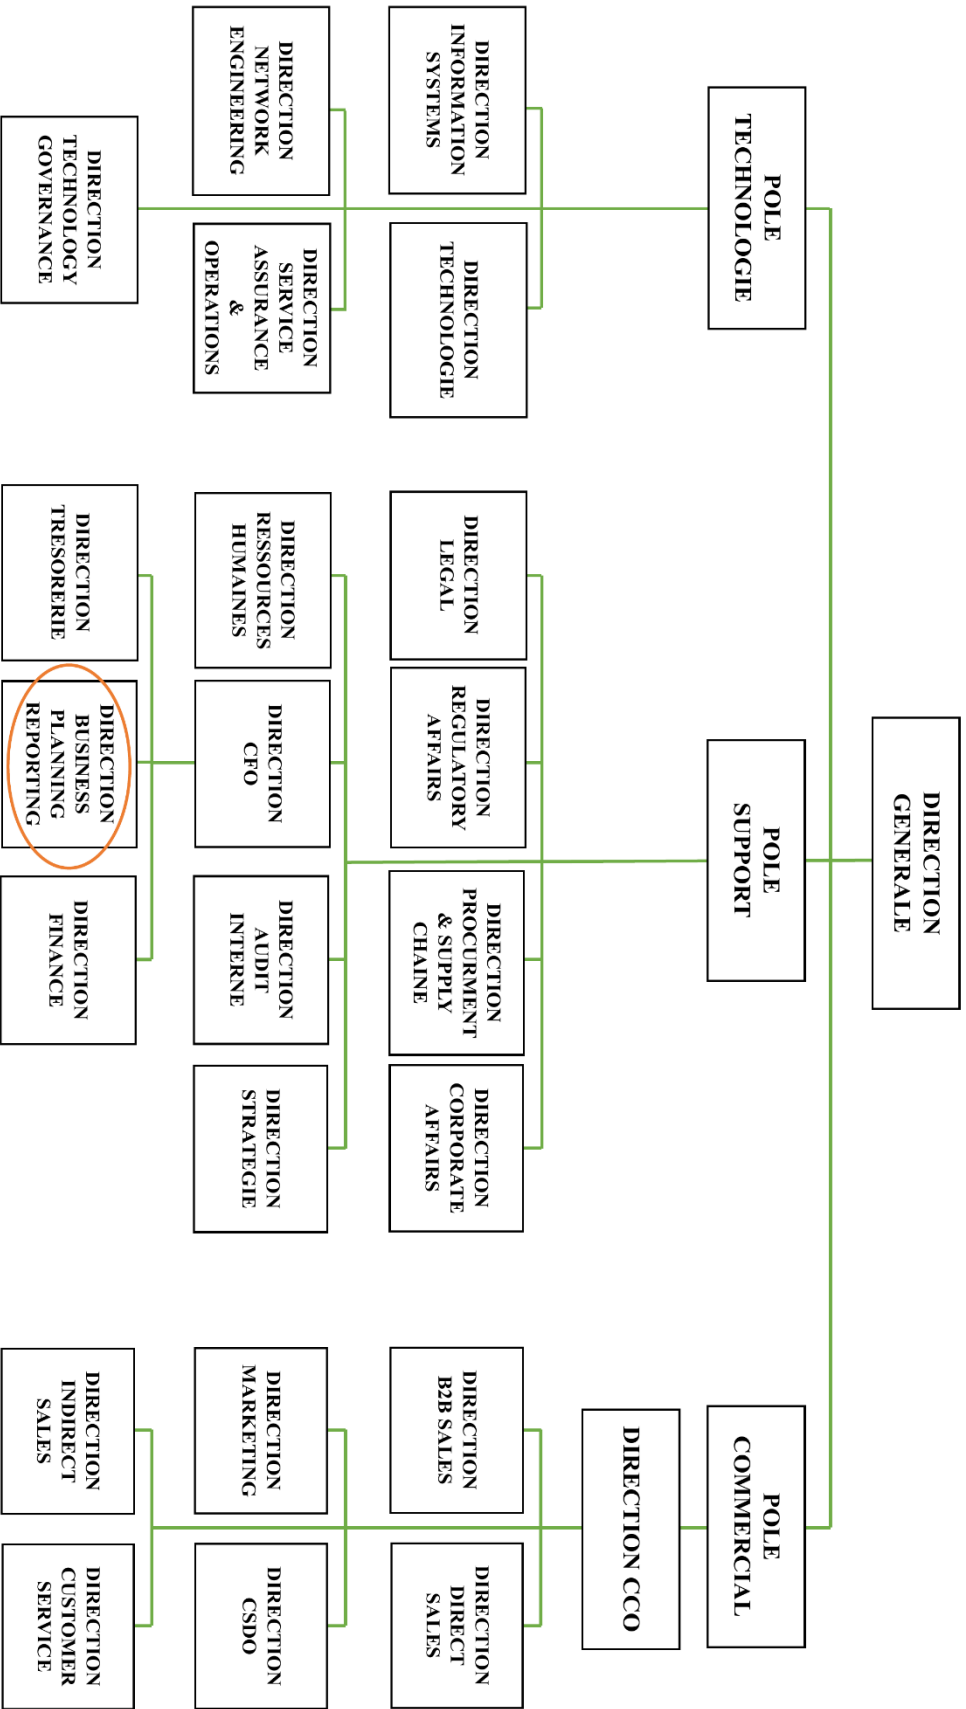 DIRECTION
GENERALE
POLE
TECHNOLOGIE
POLE
SUPPORT
POLE
COMMERCIAL
DIRECTION CCO
DIRECTION
INFORMATION
SYSTEMS
DIRECTION
TECHNOLOGIE
DIRECTION
LEGAL
DIRECTION
REGULATORY
AFFAIRS
DIRECTION
PROCURMENT
& SUPPLY
CHAINE
DIRECTION
CORPORATE
AFFAIRS
DIRECTION
B2B SALES
DIRECTION
DIRECT
SALES
DIRECTION
NETWORK
ENGINEERING
DIRECTION
SERVICE
ASSURANCE
&
OPERATIONS
DIRECTION
RESSOURCES
HUMAINES
DIRECTION
CFO
DIRECTION
AUDIT
INTERNE
DIRECTION
STRATEGIE
DIRECTION
MARKETING
DIRECTION
CSDO
DIRECTION
TECHNOLOGY
GOVERNANCE
DIRECTION
TRESORERIE
DIRECTION
BUSINESS
PLANNING
REPORTING
DIRECTION
FINANCE
DIRECTION
INDIRECT
SALES
DIRECTION
CUSTOMER
SERVICE